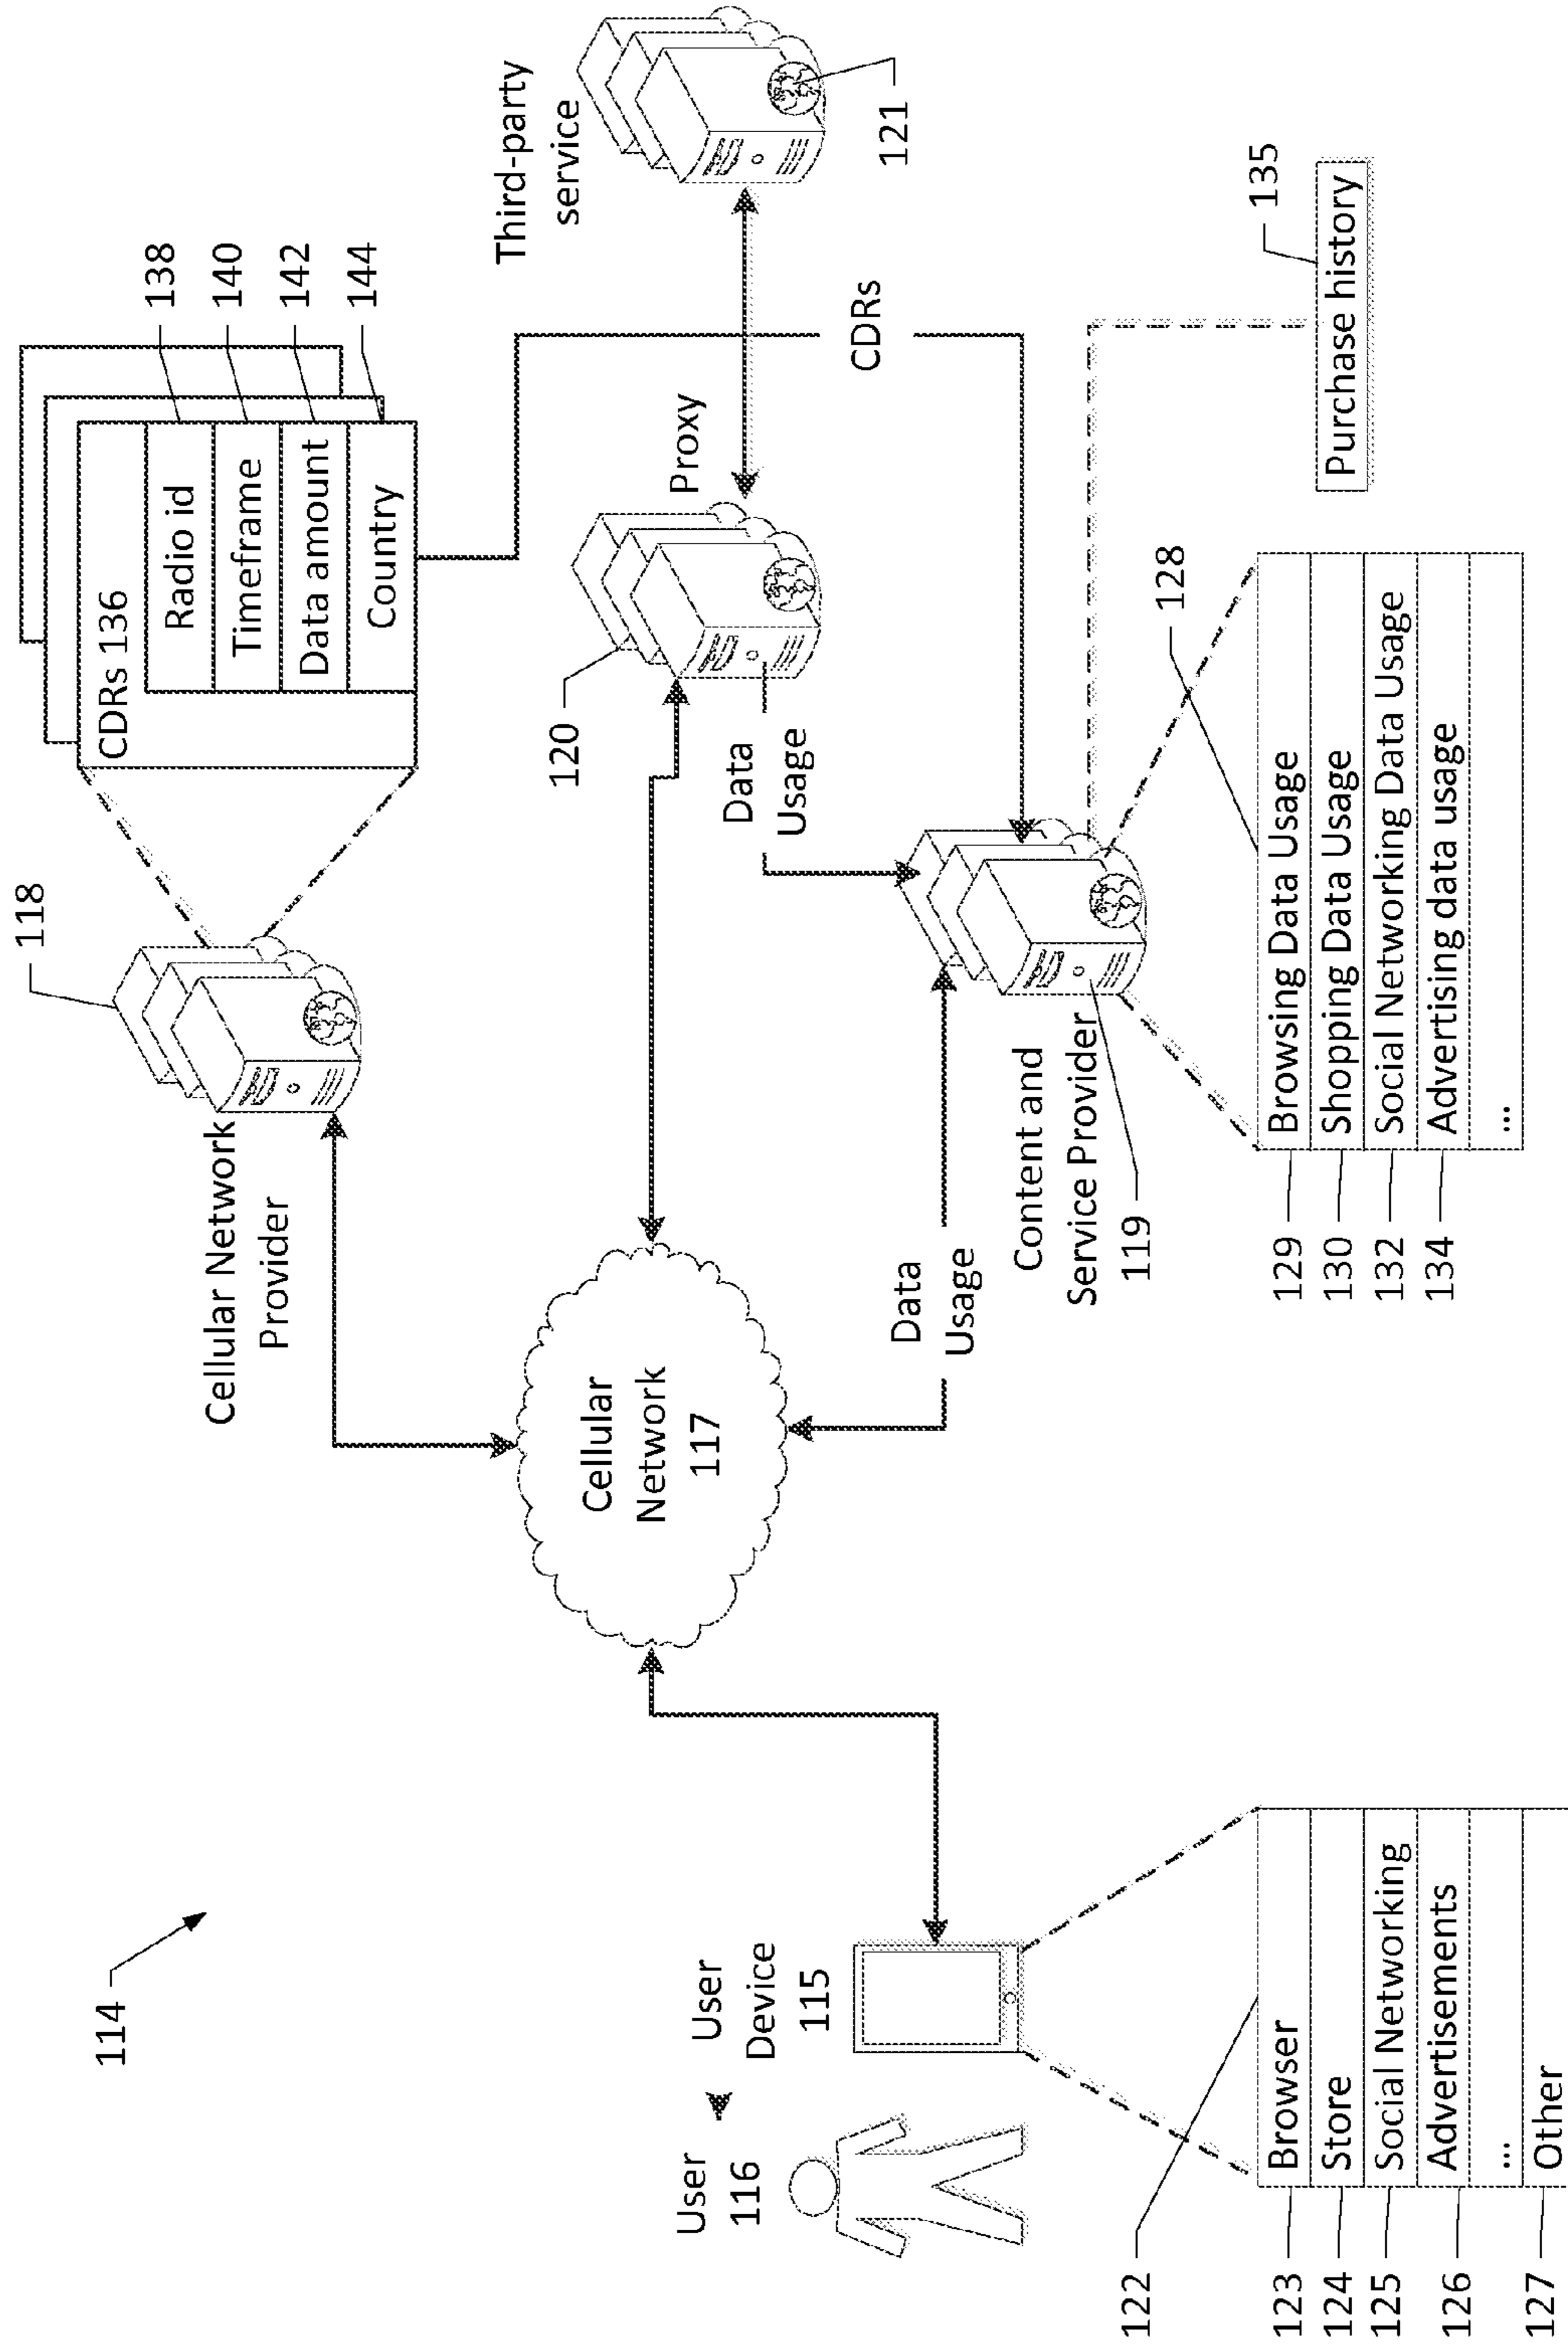 114
118
Cellular Network
Provider
CDRs 136
Radio id
Timeframe
Data amount
Country
138
140
142
144
Third-party
service
121
120
Proxy
CDRs
Data
Usage
Cellular
Network
117
Data
Usage
Content and
Service Provider
119
User
116
User
Device
115
122
123
Browser
124
Store
125
Social Networking
126
Advertisements
...
127
Other
128
129
Browsing Data Usage
130
Shopping Data Usage
132
Social Networking Data Usage
134
Advertising data usage
...
135
Purchase history